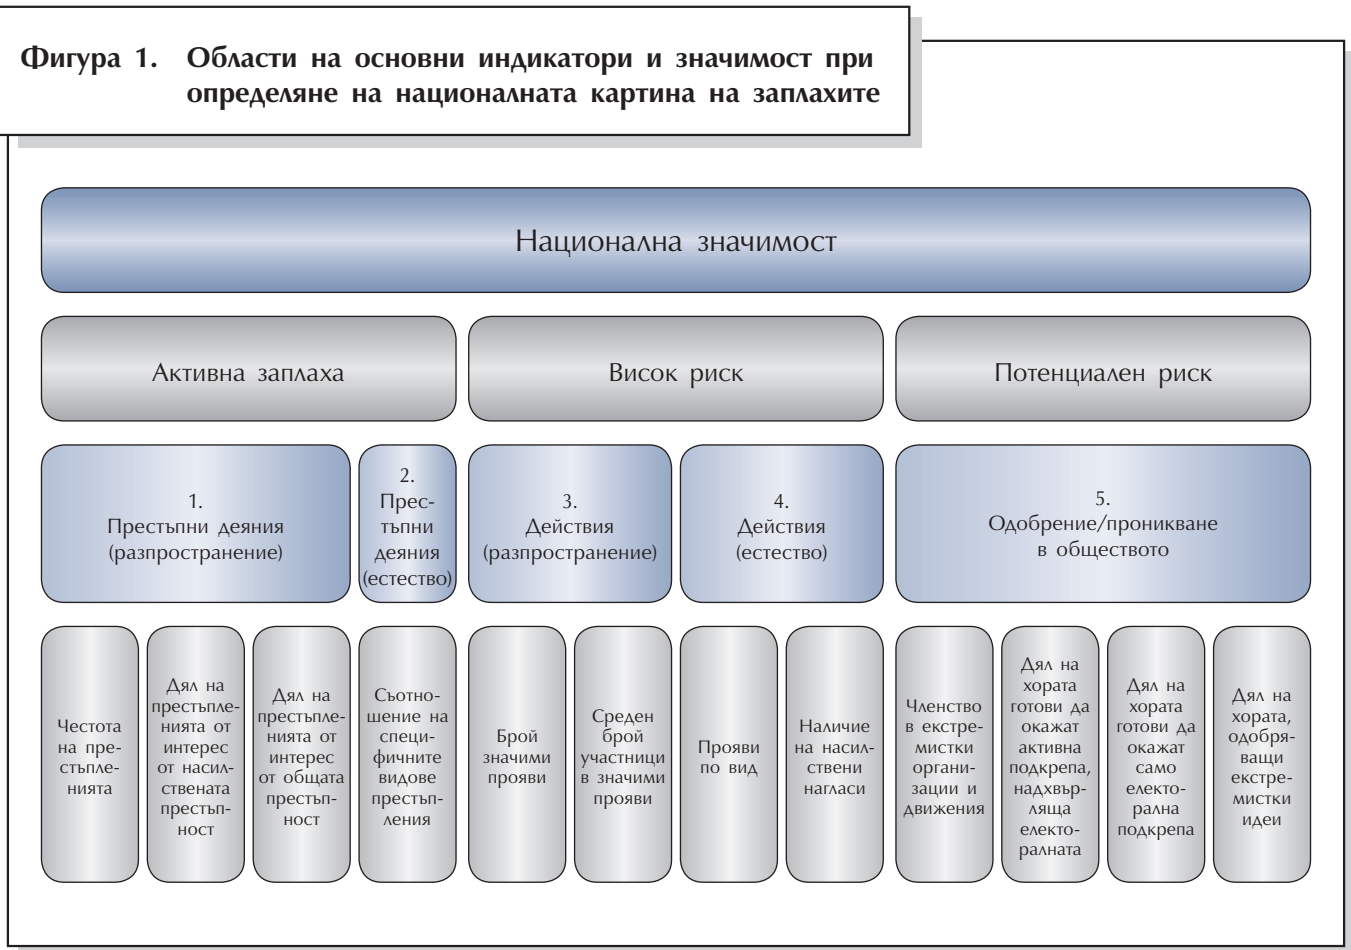 Фигура 1. Области на основни индикатори и значимост при
определяне на националната картина на заплахите
Национална значимост
Активна заплаха
Висок риск
Потенциален риск
1.
Престъпни деяния
(разпространение)
2.
Прес-
тъпни
деяния
(естество)
3.
Действия
(разпространение)
4.
Действия
(естество)
5.
Одобрение/проникване
в обществото
Честота
на пре-
стъпле-
нията
Дял на
престъпле-
нията от
интерес
от насил-
ствената
престъп-
ност
Дял на
престъпле-
нията от
интерес
от общата
престъп-
ност
Съотно-
шение на
специ-
фичните
видове
престъп-
ления
Брой
значими
прояви
Среден
брой
участници
в значими
прояви
Прояви
по вид
Наличие
на насил-
ствени
нагласи
Членство
в екстре-
мистки
органи-
зации и
движения
Дял на
хората
готови да
окажат
активна
подкрепа,
надхвър-
ляща
електо-
ралната
Дял на
хората
готови да
окажат
само
електо-
рална
подкрепа
Дял на
хората,
одобря-
ващи
екстре-
мистки
идеи